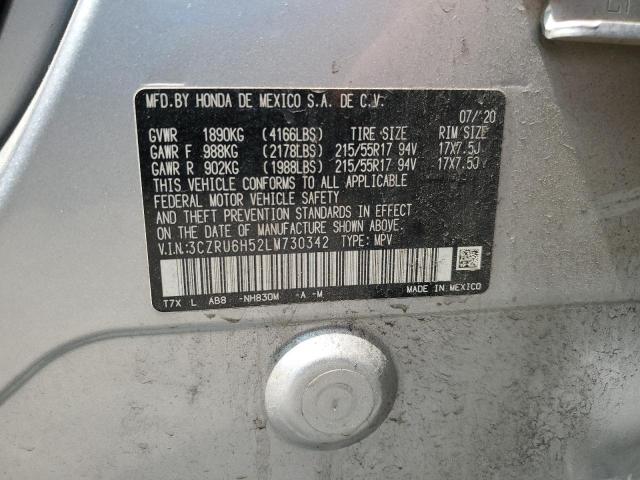 MFD.BY HONDA DE MEXICO S.A. DE C.V.
07/20
GVWR 1890KG (4166LBS) TIRE SIZE RIM SIZE
GAWR F 988KG (2178LBS) 215/55R17 94V 17X7.5J
GAWR R 902KG (1988LBS) 215/55R17 94V 17X7.5J
THIS VEHICLE CONFORMS TO ALL APPLICABLE
FEDERAL MOTOR VEHICLE SAFETY
AND THEFT PREVENTION STANDARDS IN EFFECT
ON THE DATE OF MANUFACTURE SHOWN ABOVE.
V.I.N:3CZRU6H52LM730342 TYPE: MPV
T7X L AB8 -NH830M -A -M MADE IN MEXICO